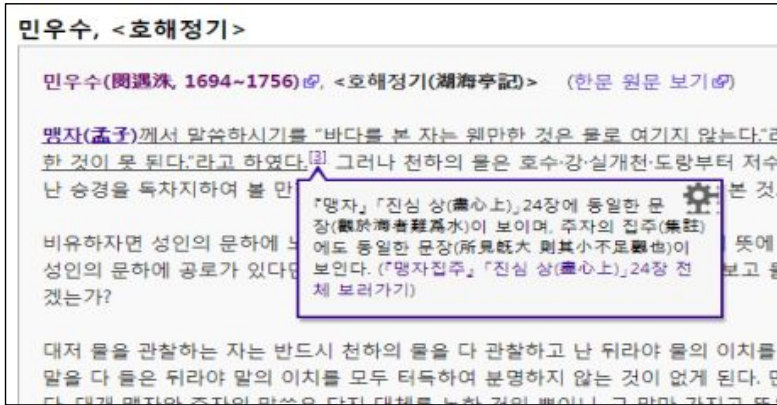 민우수, <호해정기>
민우수(閔遇洙, 1694~1756), <호해정기(湖海亭記)> (한문 원문 보기)
맹자(孟子)께서 말씀하시기를 "바다를 본 자는 웬만한 것은 물로 여기지 않는다."라
한 것이 못 된다."라고 하였다.[3] 그러나 천하의 물은 호수·강·실개천·도랑부터 저수
난 승경을 독차지하여 볼 만 본 것
『맹자』「진심 상(盡心上)」24장에 동일한 문
장(觀於海者難爲水)이 보이며, 주자의 집주(集註)
에도 동일한 문장(所見旣大 則其小不足觀也)이
보인다. (『맹자집주』「진심 상(盡心上)」24장 전
체 보러가기)
비유하자면 성인의 문하에 뜻에
성인의 문하에 공로가 있다면 보고
겠는가?
대저 물을 관찰하는 자는 반드시 천하의 물을 다 관찰하고 난 뒤라야 물의 이치를
말을 다 들은 뒤라야 말의 이치를 모두 터득하여 분명하지 않는 것이 없게 된다.